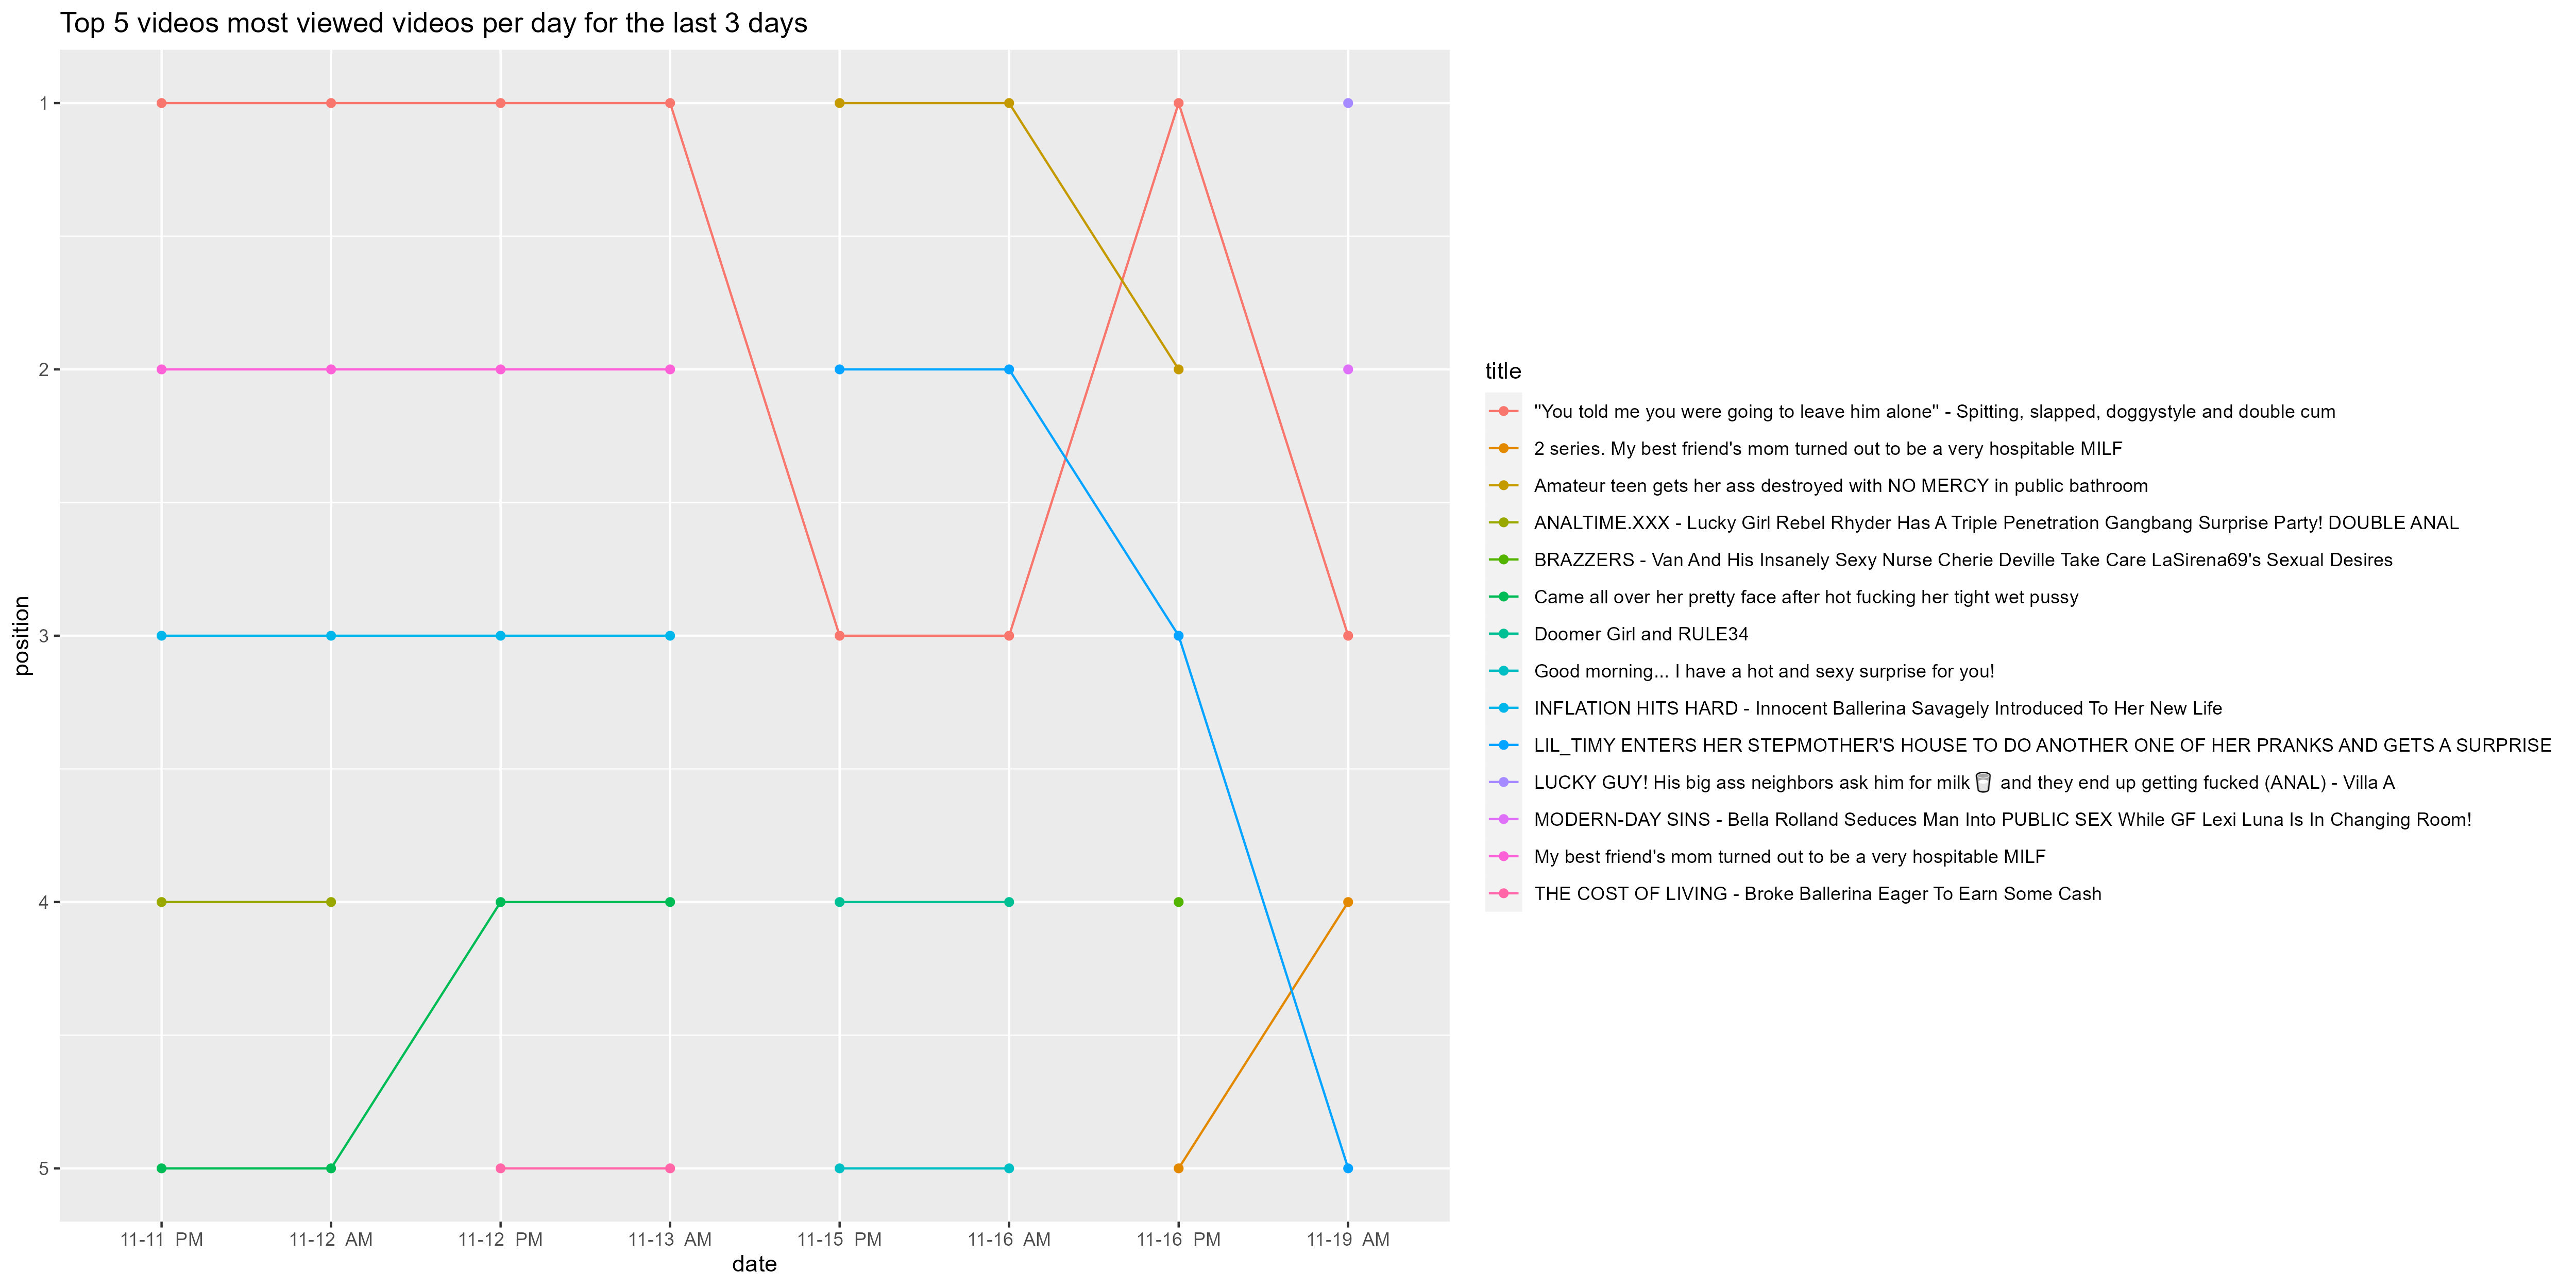 Top 5 videos most viewed videos per day for the last 3 days
position
1
2
3
4
5
11-11 PM
11-12 AM
11-12 PM
11-13 AM
11-15 PM
11-16 AM
11-16 PM
11-19 AM
date
title
"You told me you were going to leave him alone" - Spitting, slapped, doggystyle and double cum
2 series. My best friend's mom turned out to be a very hospitable MILF
Amateur teen gets her ass destroyed with NO MERCY in public bathroom
ANALTIME.XXX - Lucky Girl Rebel Rhyder Has A Triple Penetration Gangbang Surprise Party! DOUBLE ANAL
BRAZZERS - Van And His Insanely Sexy Nurse Cherie Deville Take Care LaSirena69's Sexual Desires
Came all over her pretty face after hot fucking her tight wet pussy
Doomer Girl and RULE34
Good morning... I have a hot and sexy surprise for you!
INFLATION HITS HARD - Innocent Ballerina Savagely Introduced To Her New Life
LIL_TIMY ENTERS HER STEPMOTHER'S HOUSE TO DO ANOTHER ONE OF HER PRANKS AND GETS A SURPRISE
LUCKY GUY! His big ass neighbors ask him for milk🥛 and they end up getting fucked (ANAL) - Villa A
MODERN-DAY SINS - Bella Rolland Seduces Man Into PUBLIC SEX While GF Lexi Luna Is In Changing Room!
My best friend's mom turned out to be a very hospitable MILF
THE COST OF LIVING - Broke Ballerina Eager To Earn Some Cash